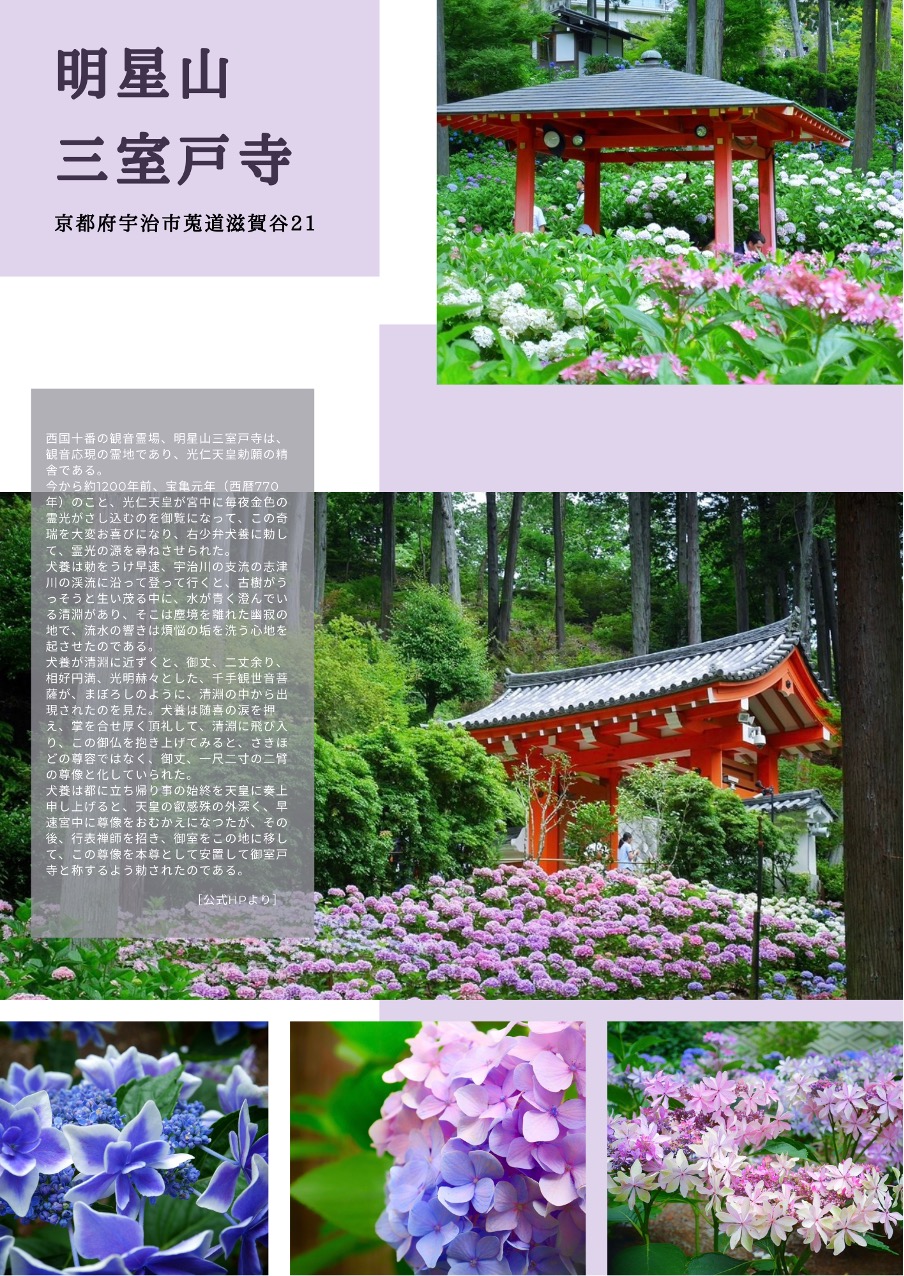 明星山
三室戸寺
京都府宇治市莵道滋賀谷21
西国十番の観音霊場、明星山三室戸寺は、
観音応現の霊地であり、光仁天皇勅願の精
舎である。
今から約1200年前、宝亀元年（西暦770
年）のこと、光仁天皇が宮中に毎夜金色の
霊光がさし込むのを御覧になって、この奇
瑞を大変お喜びになり、右少弁犬養に勅し
て、霊光の源を尋ねさせられた。
犬養は勅をうけ早速、宇治川の支流の志津
川の渓流に沿って登って行くと、古樹がう
っそうと生い茂る中に、水が青く澄んでい
る清淵があり、そこは塵境を離れた幽寂の
地で、流水の響きは煩悩の垢を洗う心地を
起させたのである。
犬養が清淵に近ずくと、御丈、二丈余り、
相好円満、光明赫々とした、千手観世音菩
薩が、まぼろしのように、清淵の中から出
現されたのを見た。犬養は随喜の涙を押
え、掌を合せ厚く頂礼して、清淵に飛び入
り、この御仏を抱き上げてみると、さきほ
どの尊容ではなく、御丈、一尺二寸の二臂
の尊像と化していられた。
犬養は都に立ち帰り事の始終を天皇に奏上
申し上げると、天皇の叡感殊の外深く、早
速宮中に尊像をおむかえになつたが、その
後、行表禅師を招き、御室をこの地に移し
て、この尊像を本尊として安置して御室戸
寺と称するよう勅されたのである。
［公式HPより］